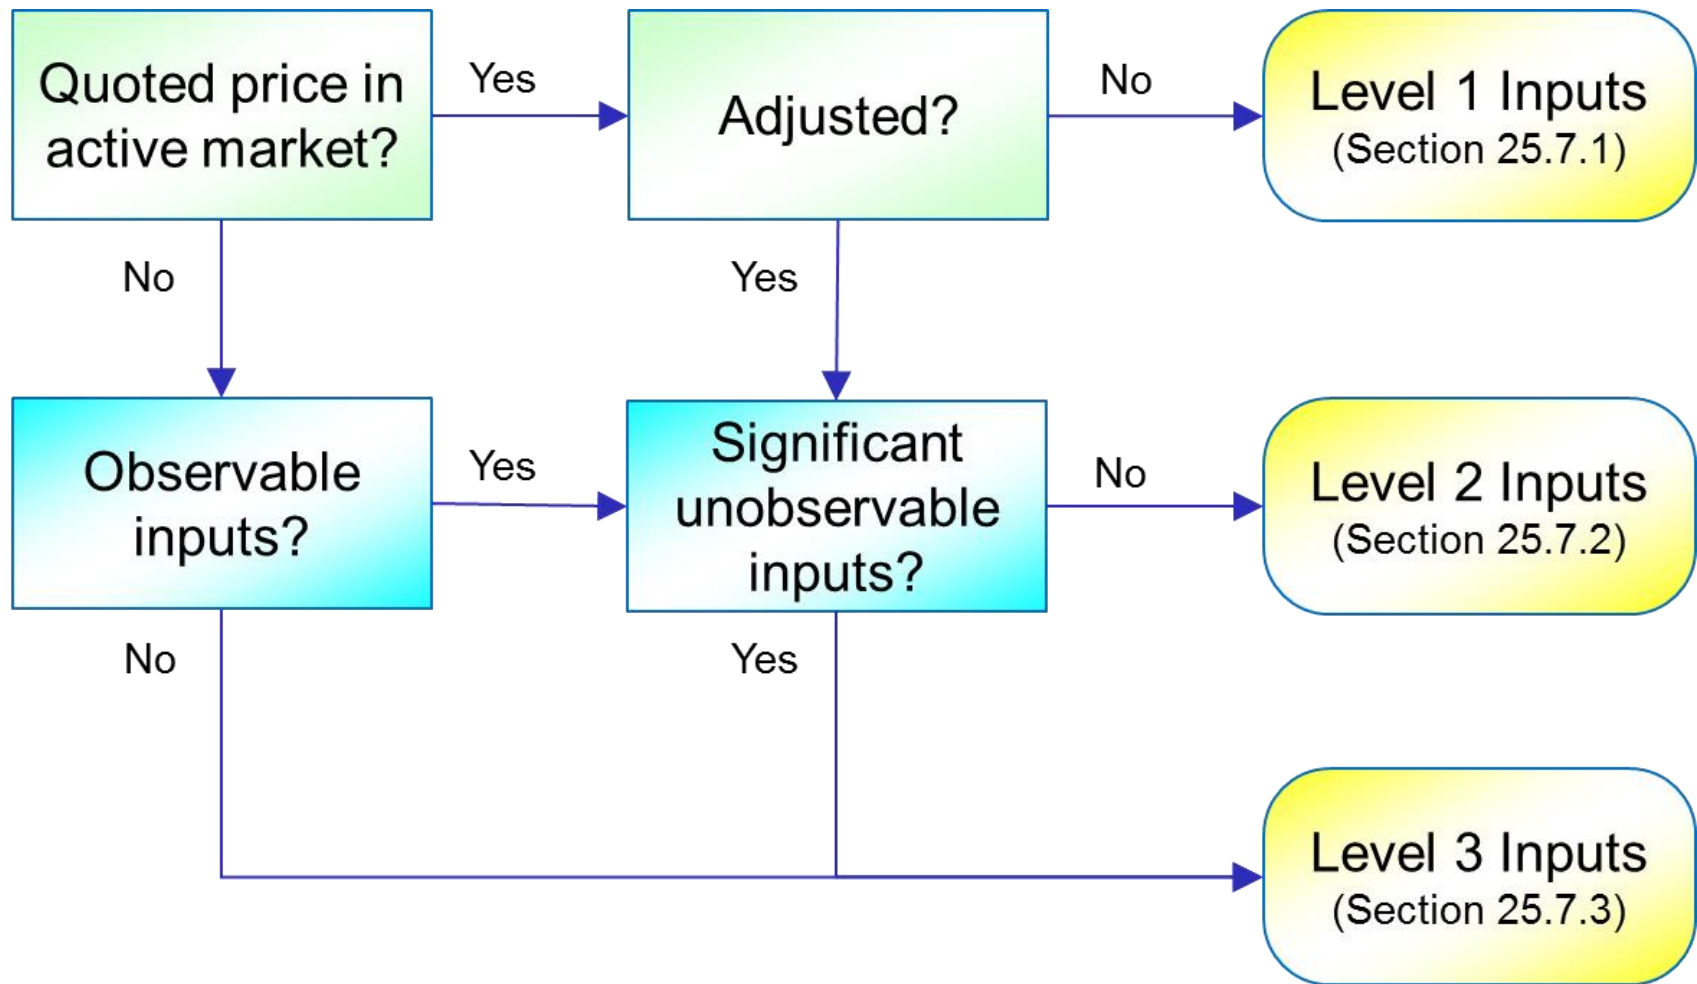 Quoted price in
active market?
Yes
Adjusted?
No
Level 1 Inputs
(Section 25.7.1)
No
Yes
Observable
inputs?
Yes
Significant
unobservable
inputs?
No
Level 2 Inputs
(Section 25.7.2)
No
Yes
Level 3 Inputs
(Section 25.7.3)